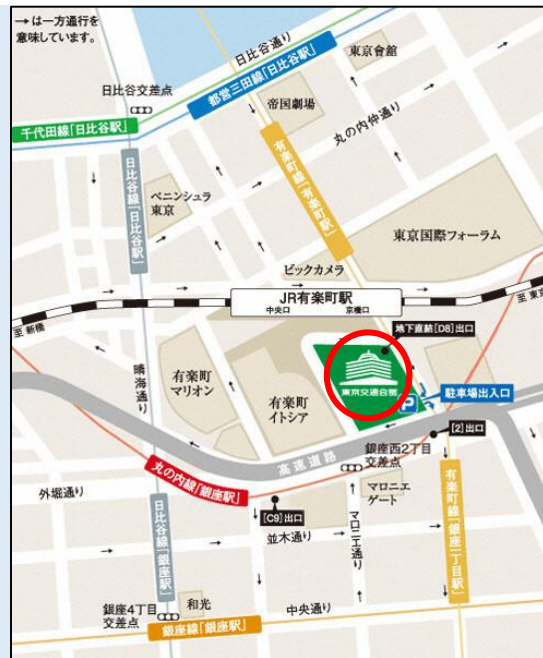 →は一方通行を
意味しています。
日比谷通り
東京會館
都営三田線「日比谷駅」
日比谷交差点
帝国劇場
千代田線「日比谷駅」
丸の内仲通り
日比谷線「日比谷駅」
有楽町線「有楽町駅」
ペニンシュラ
東京
東京国際フォーラム
ビックカメラ
JR有楽町駅
中央口
京橋口
至 新橋
至 東京
地下直結[D8]出口
晴海通り
有楽町
マリオン
有楽町
イトシア
東京交通会館
P
駐車場出入口
[2]出口
高速道路
銀座西2丁目
交差点
丸の内線「銀座駅」
外堀通り
マロニエ
ゲート
[C9]出口
並木通り
マロニエ通り
日比谷線「銀座駅」
有楽町線「銀座一丁目駅」
和光
銀座4丁目
交差点
中央通り
銀座線「銀座駅」